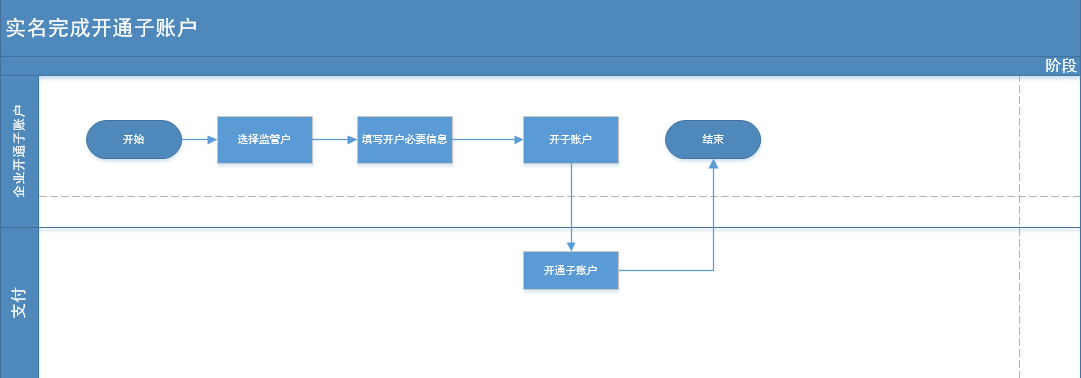 实名完成开通子账户
阶段
企业开通子账户
开始
选择监管户
填写开户必要信息
开子账户
结束
支付
开通子账户